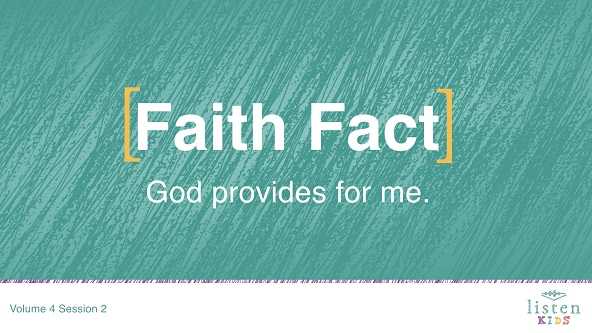 [Faith Fact]
God provides for me.
Volume 4 Session 2
listen
KIDS